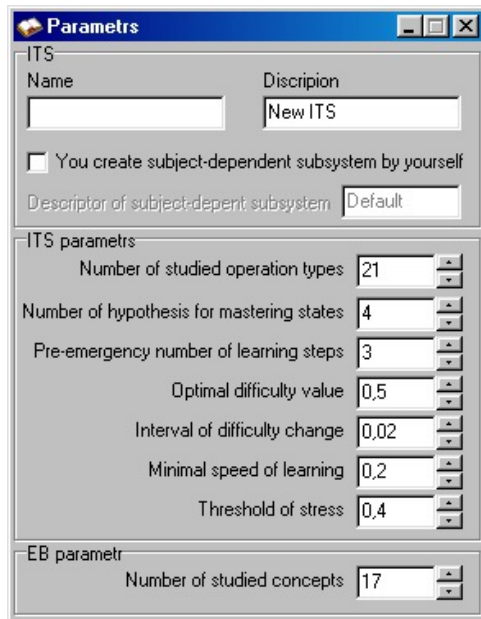 Parametrs
ITS
Name Discripion
New ITS
You create subject-dependent subsystem by yourself
Descriptor of subject-depent subsystem Default
ITS parametrs
Number of studied operation types 21
Number of hypothesis for mastering states 4
Pre-emergency number of learning steps 3
Optimal difficulty value 0,5
Interval of difficulty change 0,02
Minimal speed of learning 0,2
Threshold of stress 0,4
EB parametr
Number of studied concepts 17